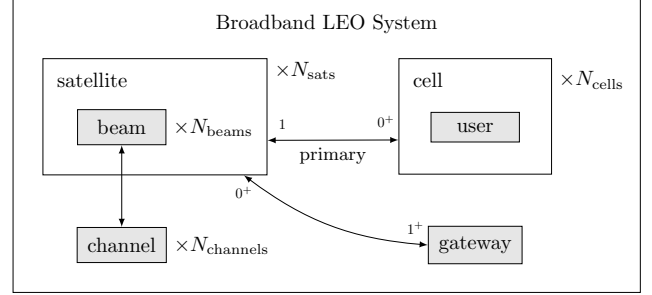 Broadband LEO System
satellite
×N_sats
cell
×N_cells
beam
×N_beams
1
0⁺
user
primary
0⁺
1⁺
channel
×N_channels
gateway